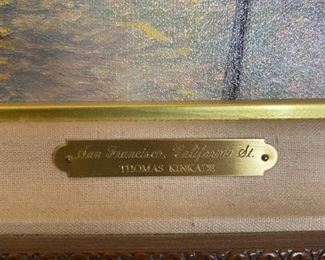 San Francisco, California St.
THOMAS KINKADE